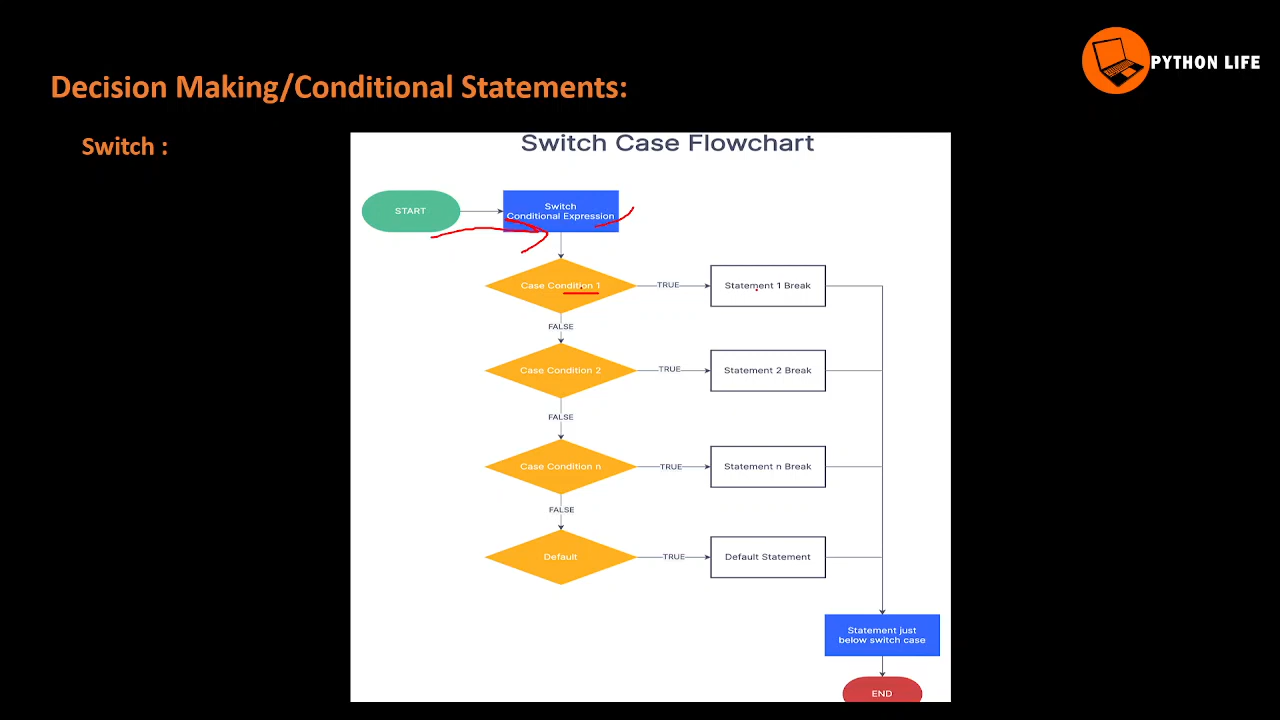 PYTHON LIFE
Decision Making/Conditional Statements:
Switch :
Switch Case Flowchart
START
Switch
Conditional Expression
Case Condition 1
TRUE
Statement 1 Break
FALSE
Case Condition 2
TRUE
Statement 2 Break
FALSE
Case Condition n
TRUE
Statement n Break
FALSE
Default
TRUE
Default Statement
Statement just
below switch case
END